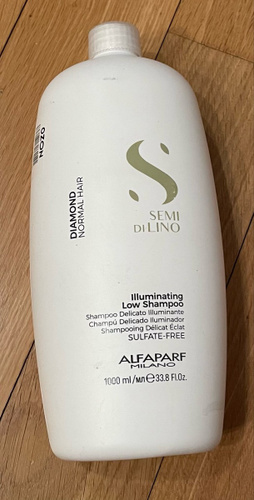 SEMI
DI LINO
DIAMOND
NORMAL HAIR
Illuminating
Low Shampoo
Shampoo Delicato Illuminante
Champú Delicado Iluminador
Shampooing Délicat Éclat
SULFATE-FREE
ALFAPARF
MILANO
1000 ml/мл ℮ 33.8 Fl.Oz.